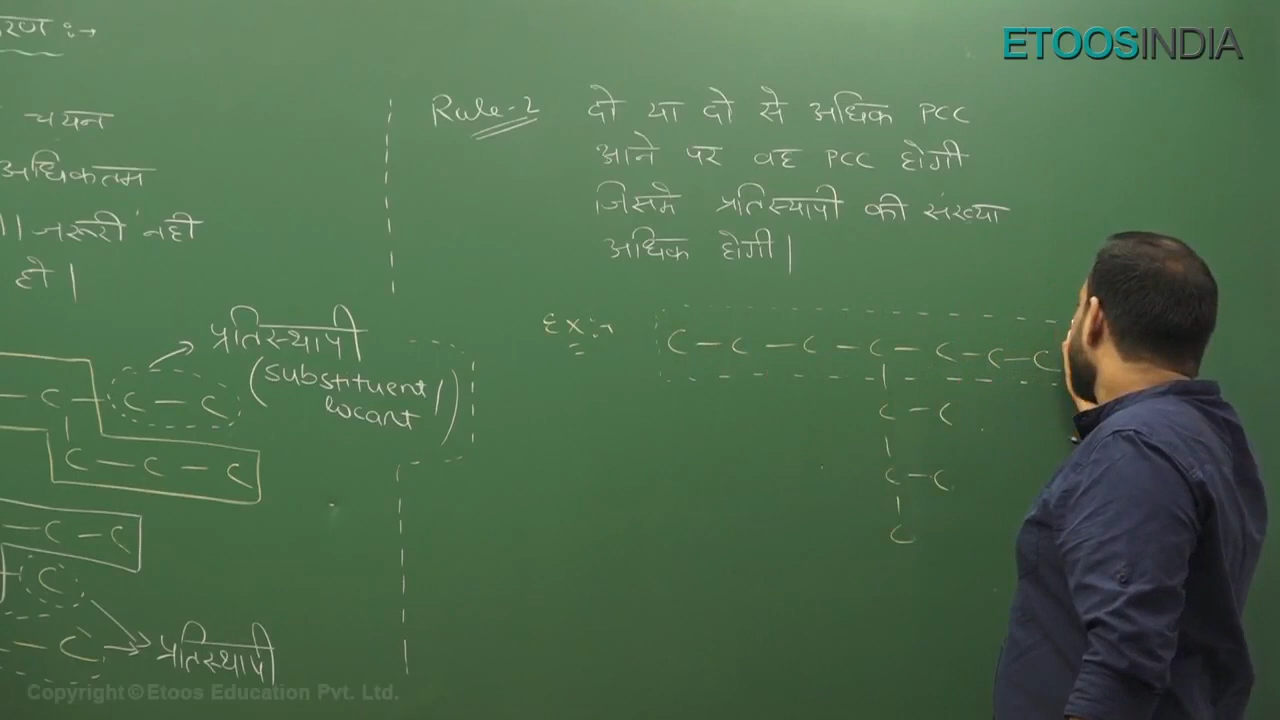 ETOOSINDIA
रण :→
चयन
अधिकतम
।। जरूरी नंही
हो |
प्रतिस्थापी
(substituent/
locant)
— C — C — C
C — C — C
— C — C
C
— C → प्रतिस्थापी
Rule-2 दो या दो से अधिक PCC
आने पर वह PCC होगी
जिसमे प्रतिस्थापी की संख्या
अधिक होगी |
Ex :→
C — C — C — C — C — C — C
C — C
C — C
C
Copyright © Etoos Education Pvt. Ltd.